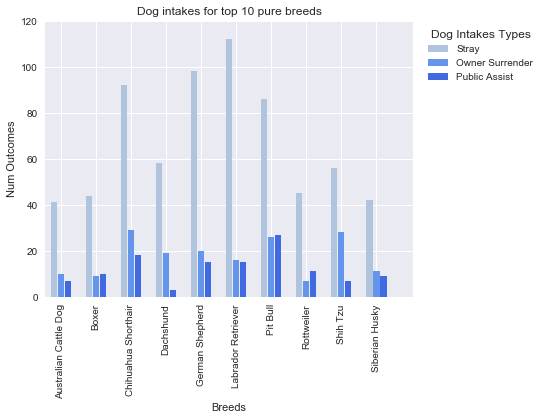 Dog intakes for top 10 pure breeds
Dog Intakes Types
Stray
Owner Surrender
Public Assist
Num Outcomes
120
100
80
60
40
20
0
Australian Cattle Dog
Boxer
Chihuahua Shorthair
Dachshund
German Shepherd
Labrador Retriever
Pit Bull
Rottweiler
Shih Tzu
Siberian Husky
Breeds